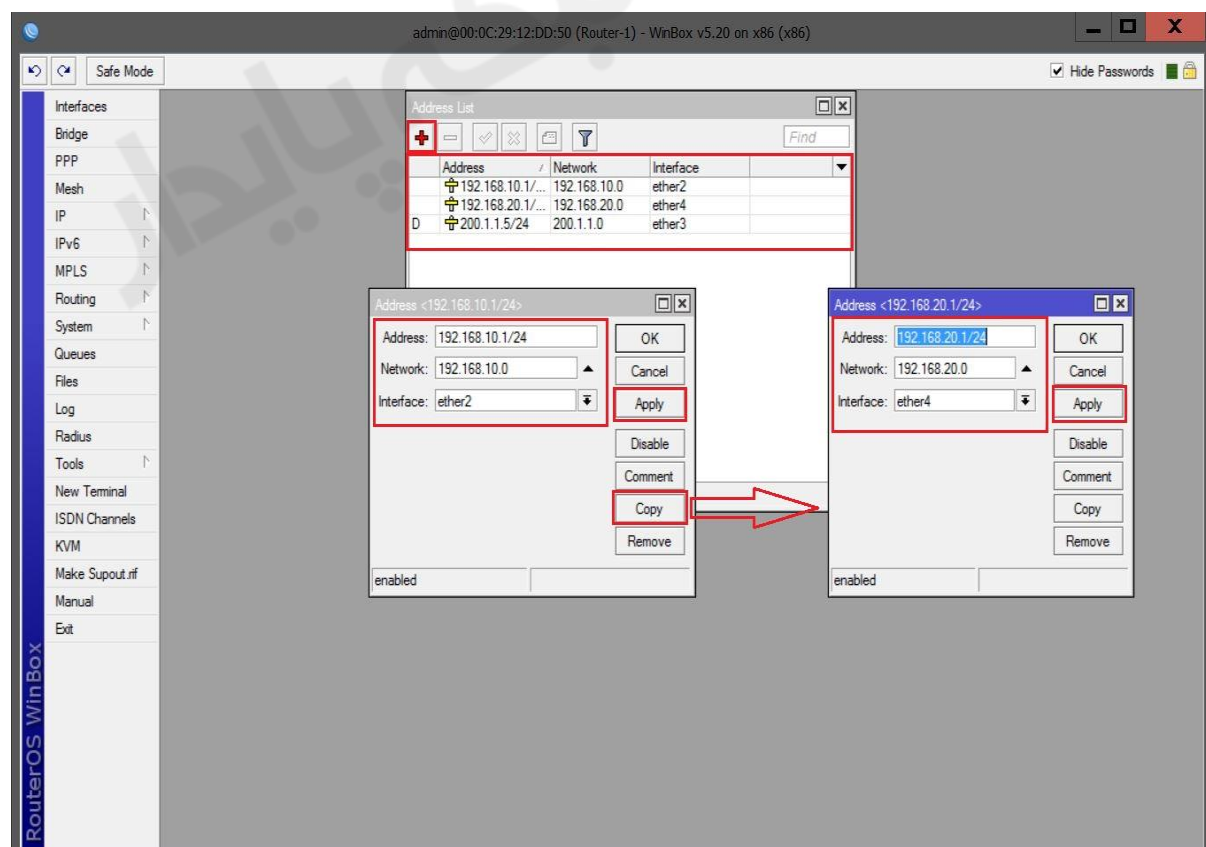 admin@00:0C:29:12:DD:50 (Router-1) - WinBox v5.20 on x86 (x86)
X
Safe Mode
Hide Passwords
Interfaces
Bridge
PPP
Mesh
IP
IPv6
MPLS
Routing
System
Queues
Files
Log
Radius
Tools
New Terminal
ISDN Channels
KVM
Make Supout.rif
Manual
Exit
RouterOS WinBox
Address List
Find
Address Network Interface
192.168.10.1/... 192.168.10.0 ether2
192.168.20.1/... 192.168.20.0 ether4
D 200.1.1.5/24 200.1.1.0 ether3
Address <192.168.10.1/24>
Address: 192.168.10.1/24
Network: 192.168.10.0
Interface: ether2
OK
Cancel
Apply
Disable
Comment
Copy
Remove
enabled
Address <192.168.20.1/24>
Address: 192.168.20.1/24
Network: 192.168.20.0
Interface: ether4
OK
Cancel
Apply
Disable
Comment
Copy
Remove
enabled